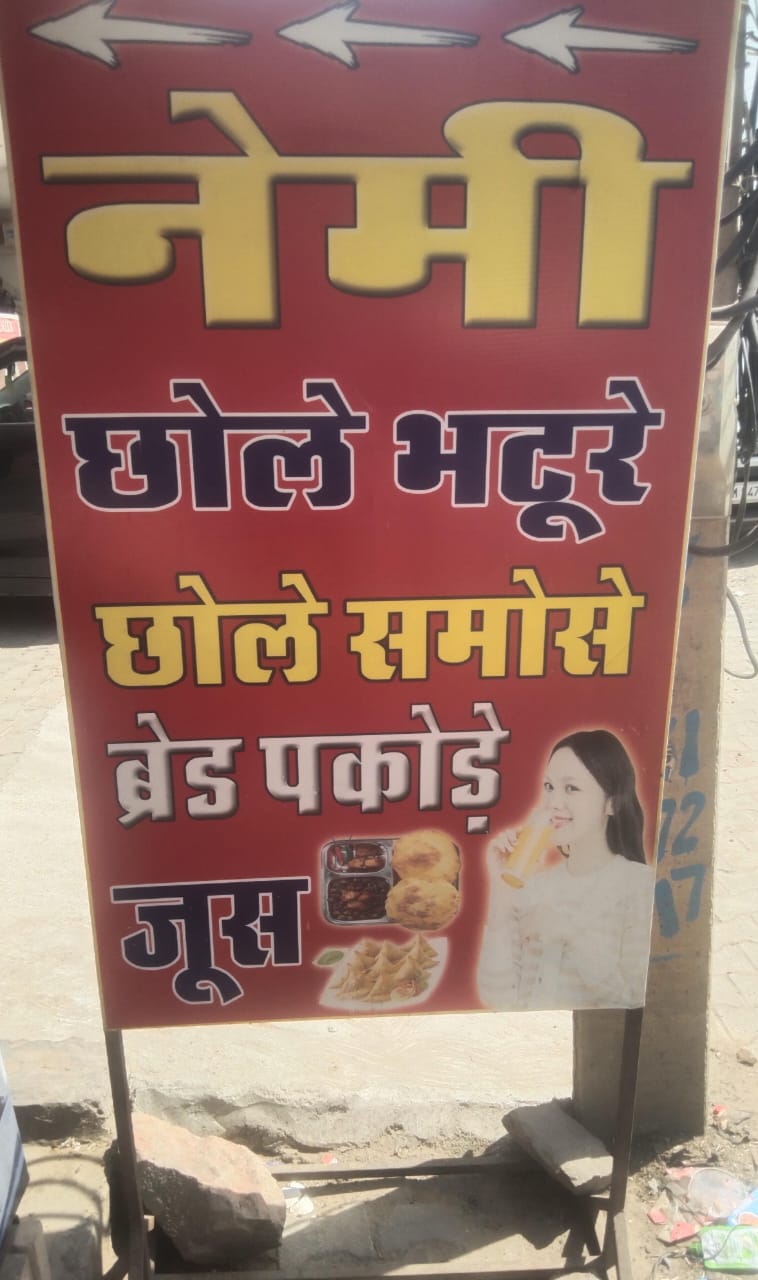 नेमी
छोले भटूरे
छोले समोसे
ब्रेड पकोड़े
जूस